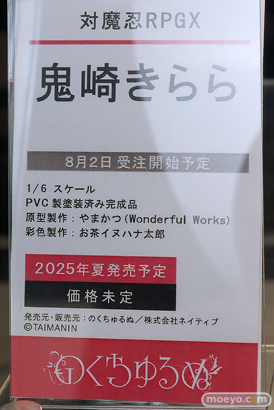 対魔忍RPGX
鬼崎きらら
8月2日 受注開始予定
1/6 スケール
PVC製塗装済み完成品
原型製作：やまかつ(Wonderful Works)
彩色製作：お茶イヌハナ太郎
2025年夏発売予定
価格未定
発売元・販売元：のくちゅるぬ／株式会社ネイティブ
©TAIMANIN
のくちゅるぬ
moeyo.com